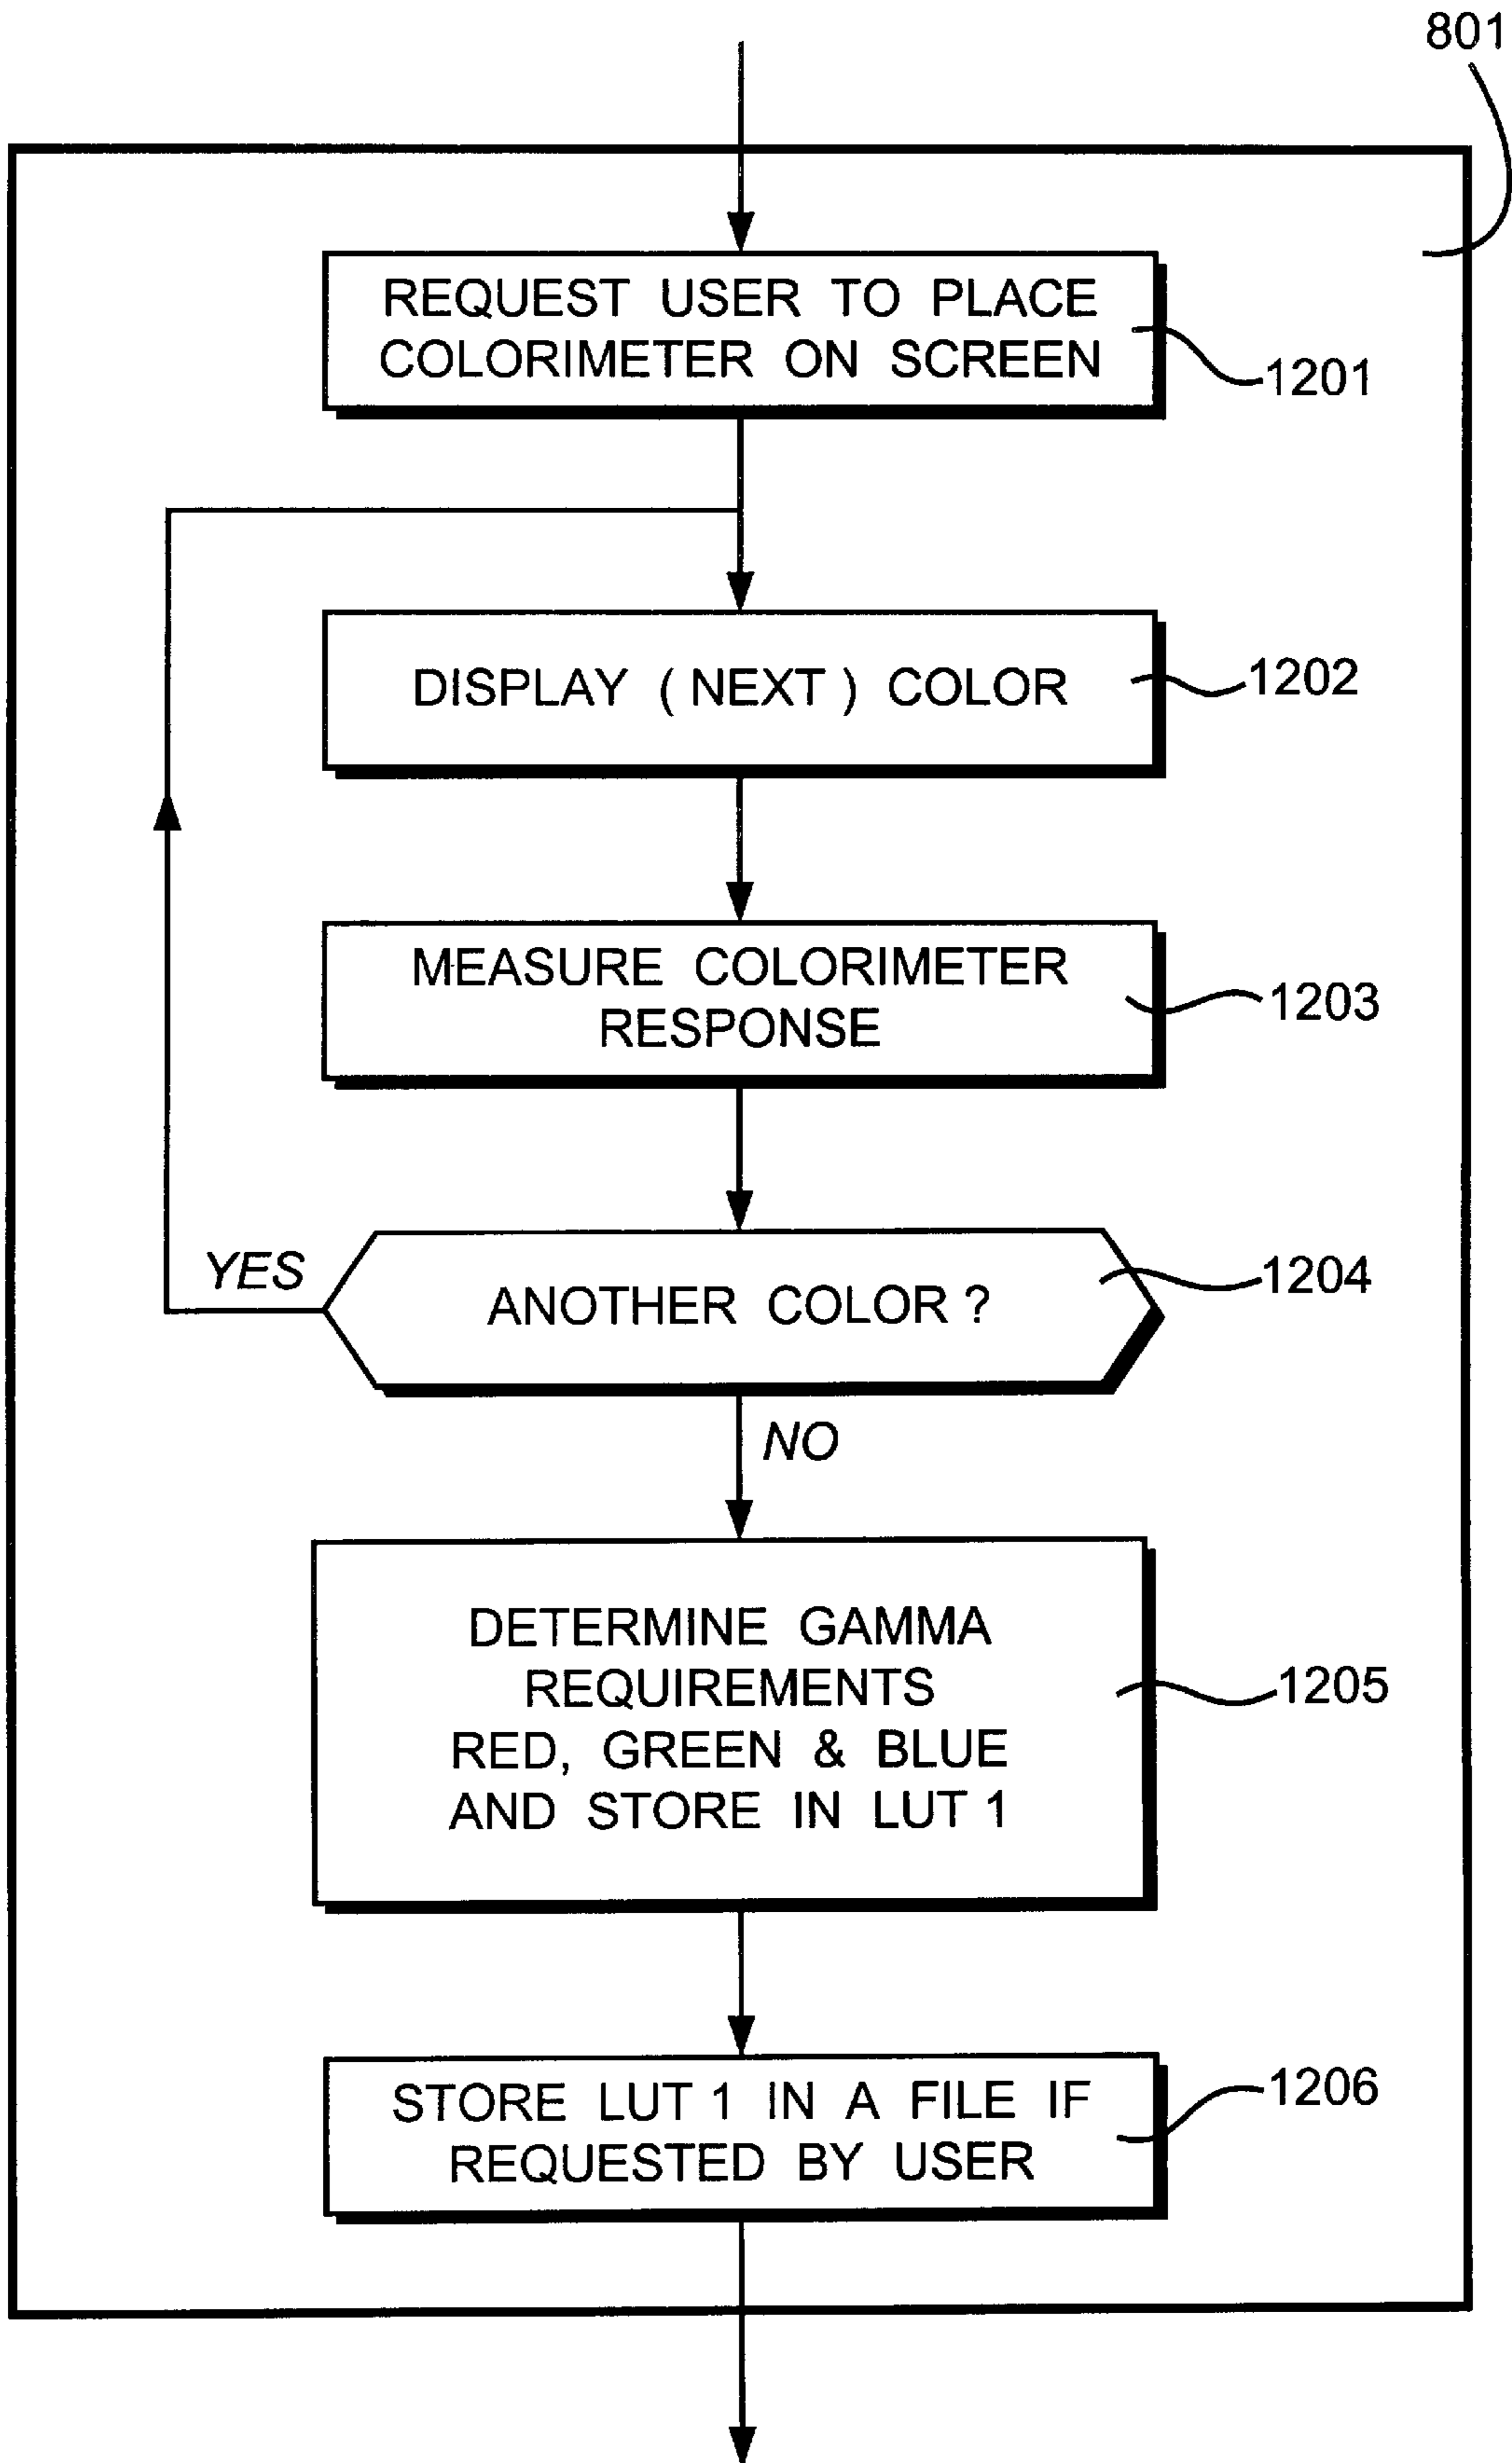 801
REQUEST USER TO PLACE
COLORIMETER ON SCREEN
1201
DISPLAY ( NEXT ) COLOR
1202
MEASURE COLORIMETER
RESPONSE
1203
YES
ANOTHER COLOR ?
1204
NO
DETERMINE GAMMA
REQUIREMENTS
RED, GREEN & BLUE
AND STORE IN LUT 1
1205
STORE LUT 1 IN A FILE IF
REQUESTED BY USER
1206